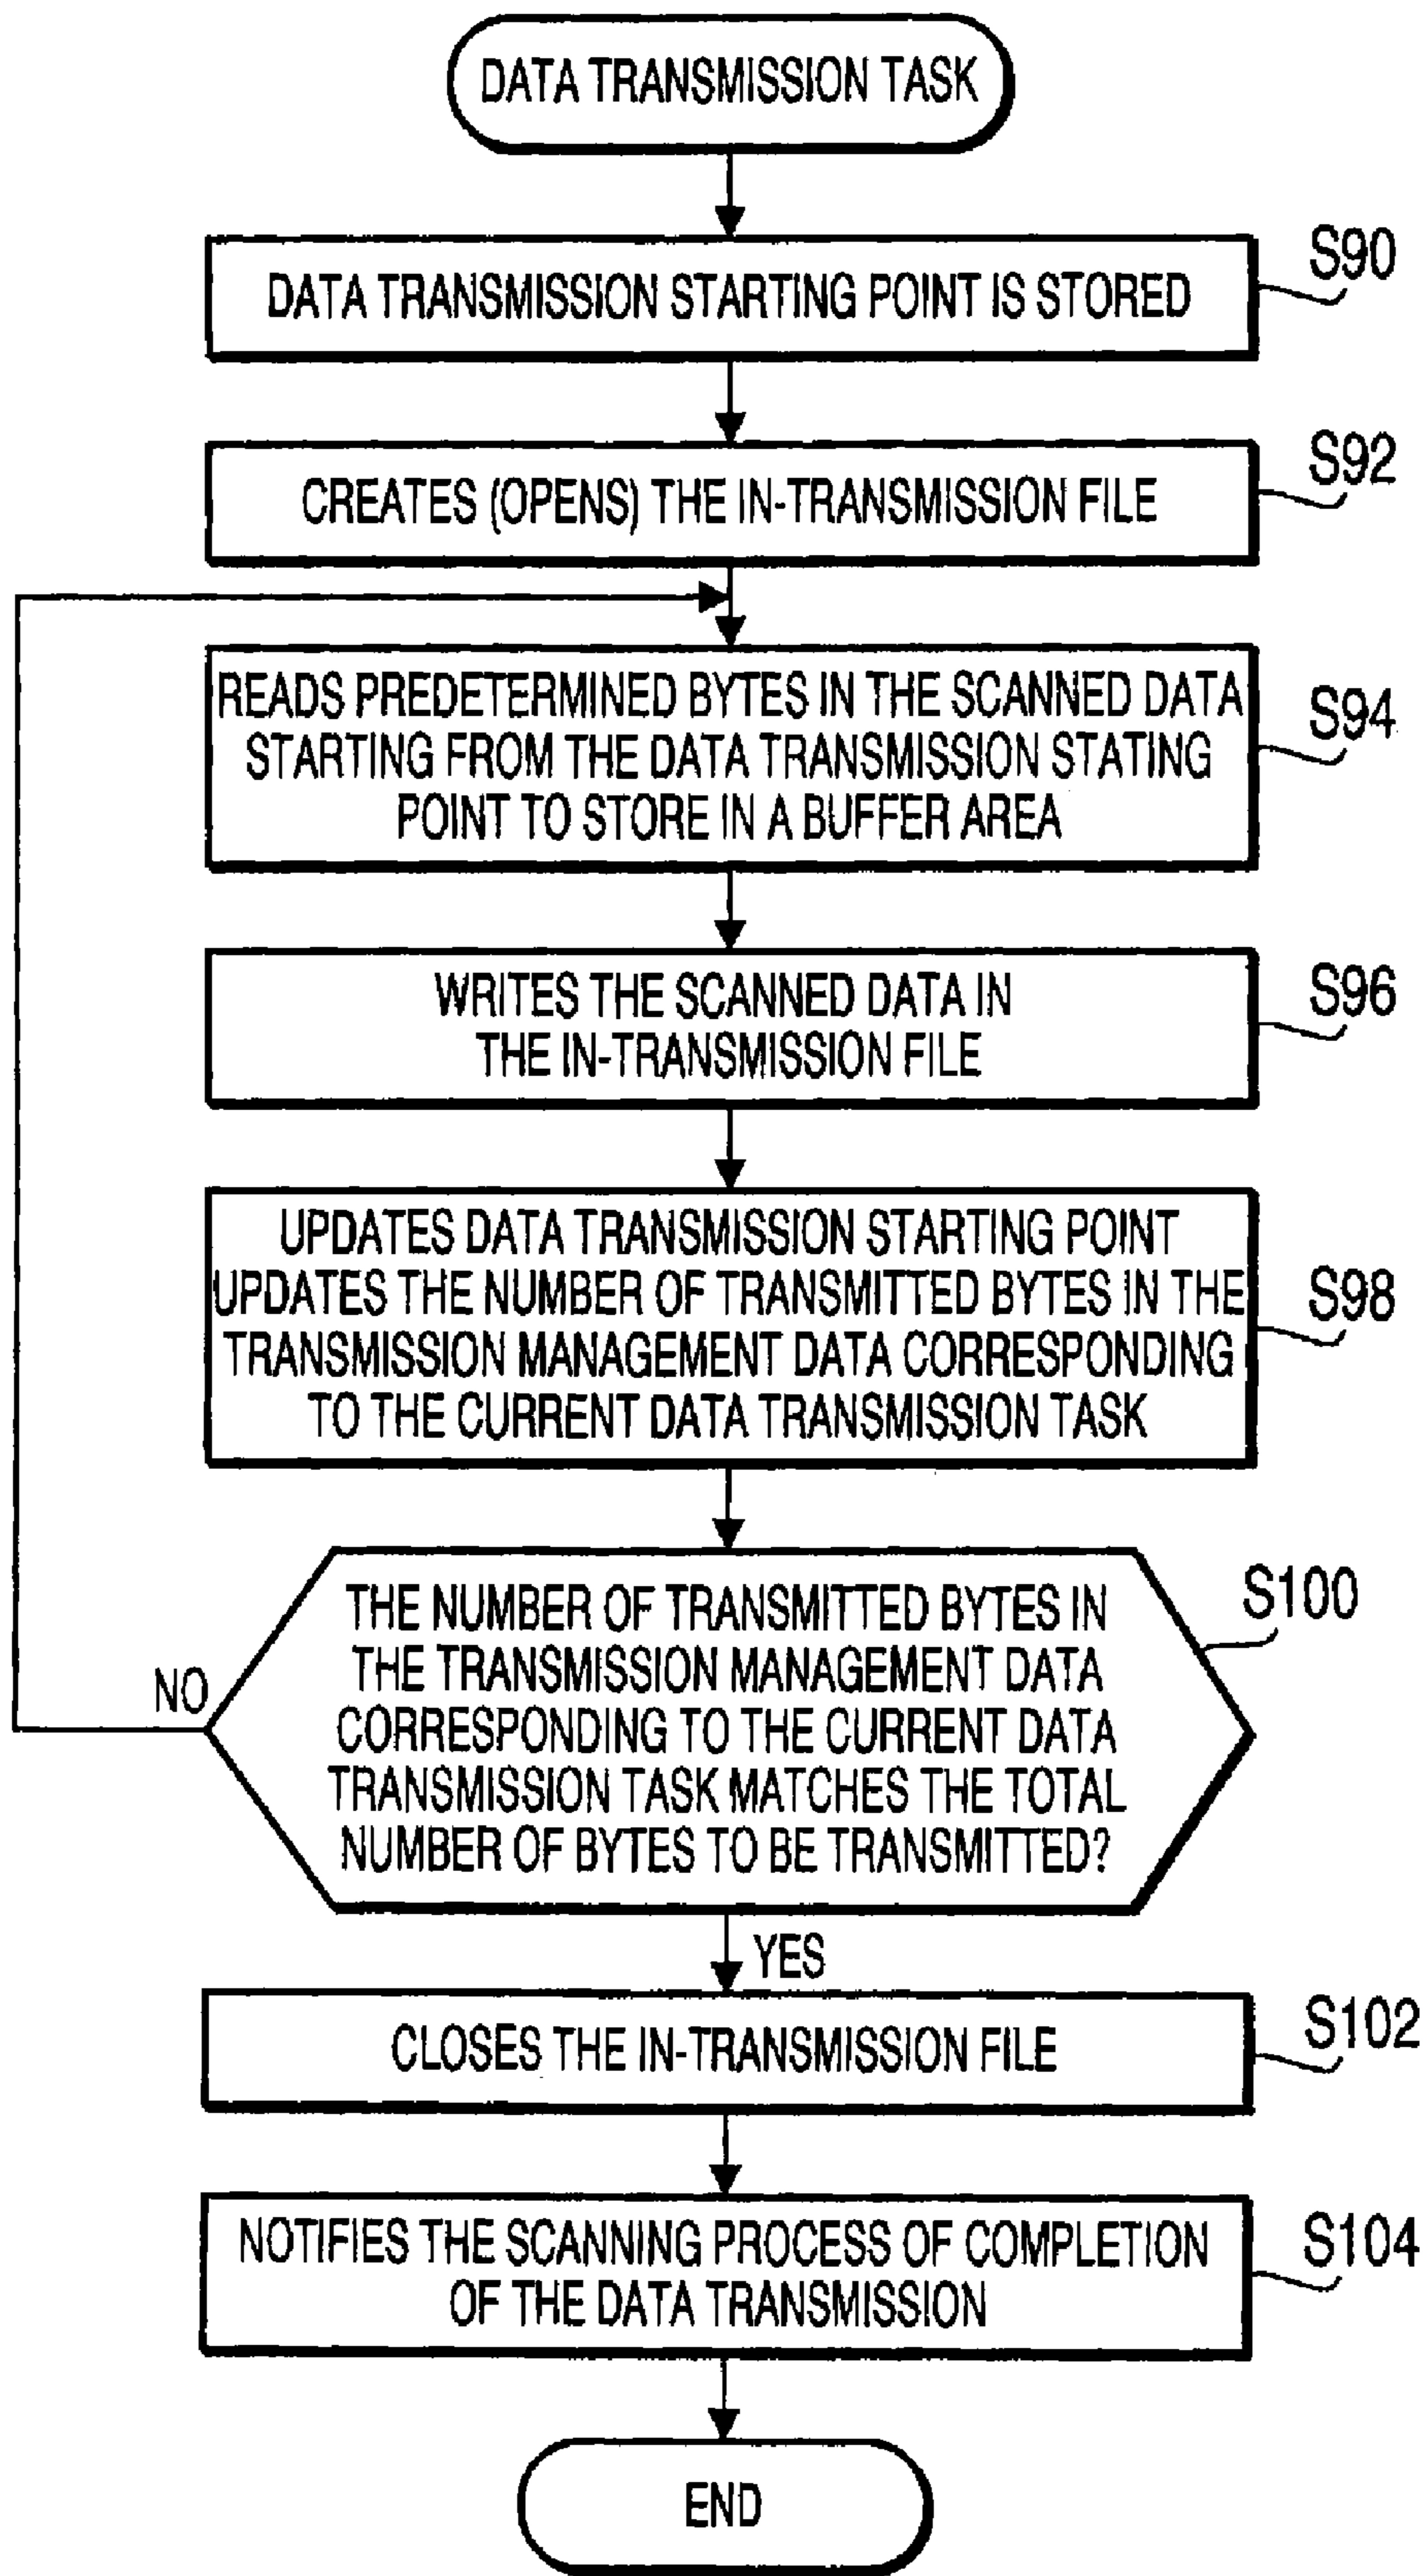 DATA TRANSMISSION TASK
S90
DATA TRANSMISSION STARTING POINT IS STORED
S92
CREATES (OPENS) THE IN-TRANSMISSION FILE
S94
READS PREDETERMINED BYTES IN THE SCANNED DATA
STARTING FROM THE DATA TRANSMISSION STATING
POINT TO STORE IN A BUFFER AREA
S96
WRITES THE SCANNED DATA IN
THE IN-TRANSMISSION FILE
S98
UPDATES DATA TRANSMISSION STARTING POINT
UPDATES THE NUMBER OF TRANSMITTED BYTES IN THE
TRANSMISSION MANAGEMENT DATA CORRESPONDING
TO THE CURRENT DATA TRANSMISSION TASK
S100
THE NUMBER OF TRANSMITTED BYTES IN
THE TRANSMISSION MANAGEMENT DATA
CORRESPONDING TO THE CURRENT DATA
TRANSMISSION TASK MATCHES THE TOTAL
NUMBER OF BYTES TO BE TRANSMITTED?
NO
YES
S102
CLOSES THE IN-TRANSMISSION FILE
S104
NOTIFIES THE SCANNING PROCESS OF COMPLETION
OF THE DATA TRANSMISSION
END